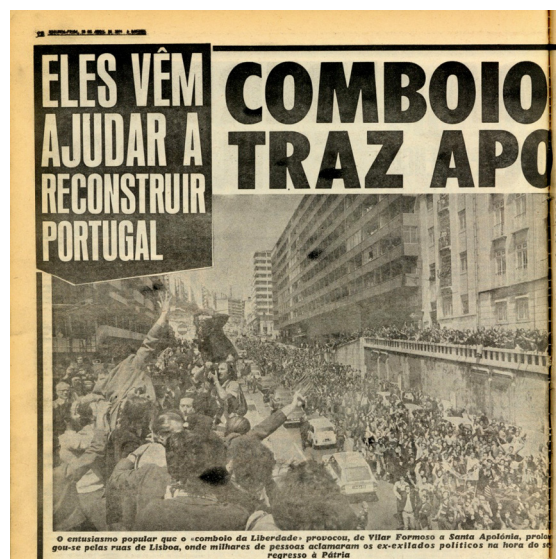 ELES VÊM
AJUDAR A
RECONSTRUIR
PORTUGAL
COMBOIO
TRAZ APO
O entusiasmo popular que o «comboio da Liberdade» provocou, de Vilar Formoso a Santa Apolónia, prolon
gou-se pelas ruas de Lisboa, onde milhares de pessoas aclamaram os ex-exilados políticos na hora do se
regresso à Pátria